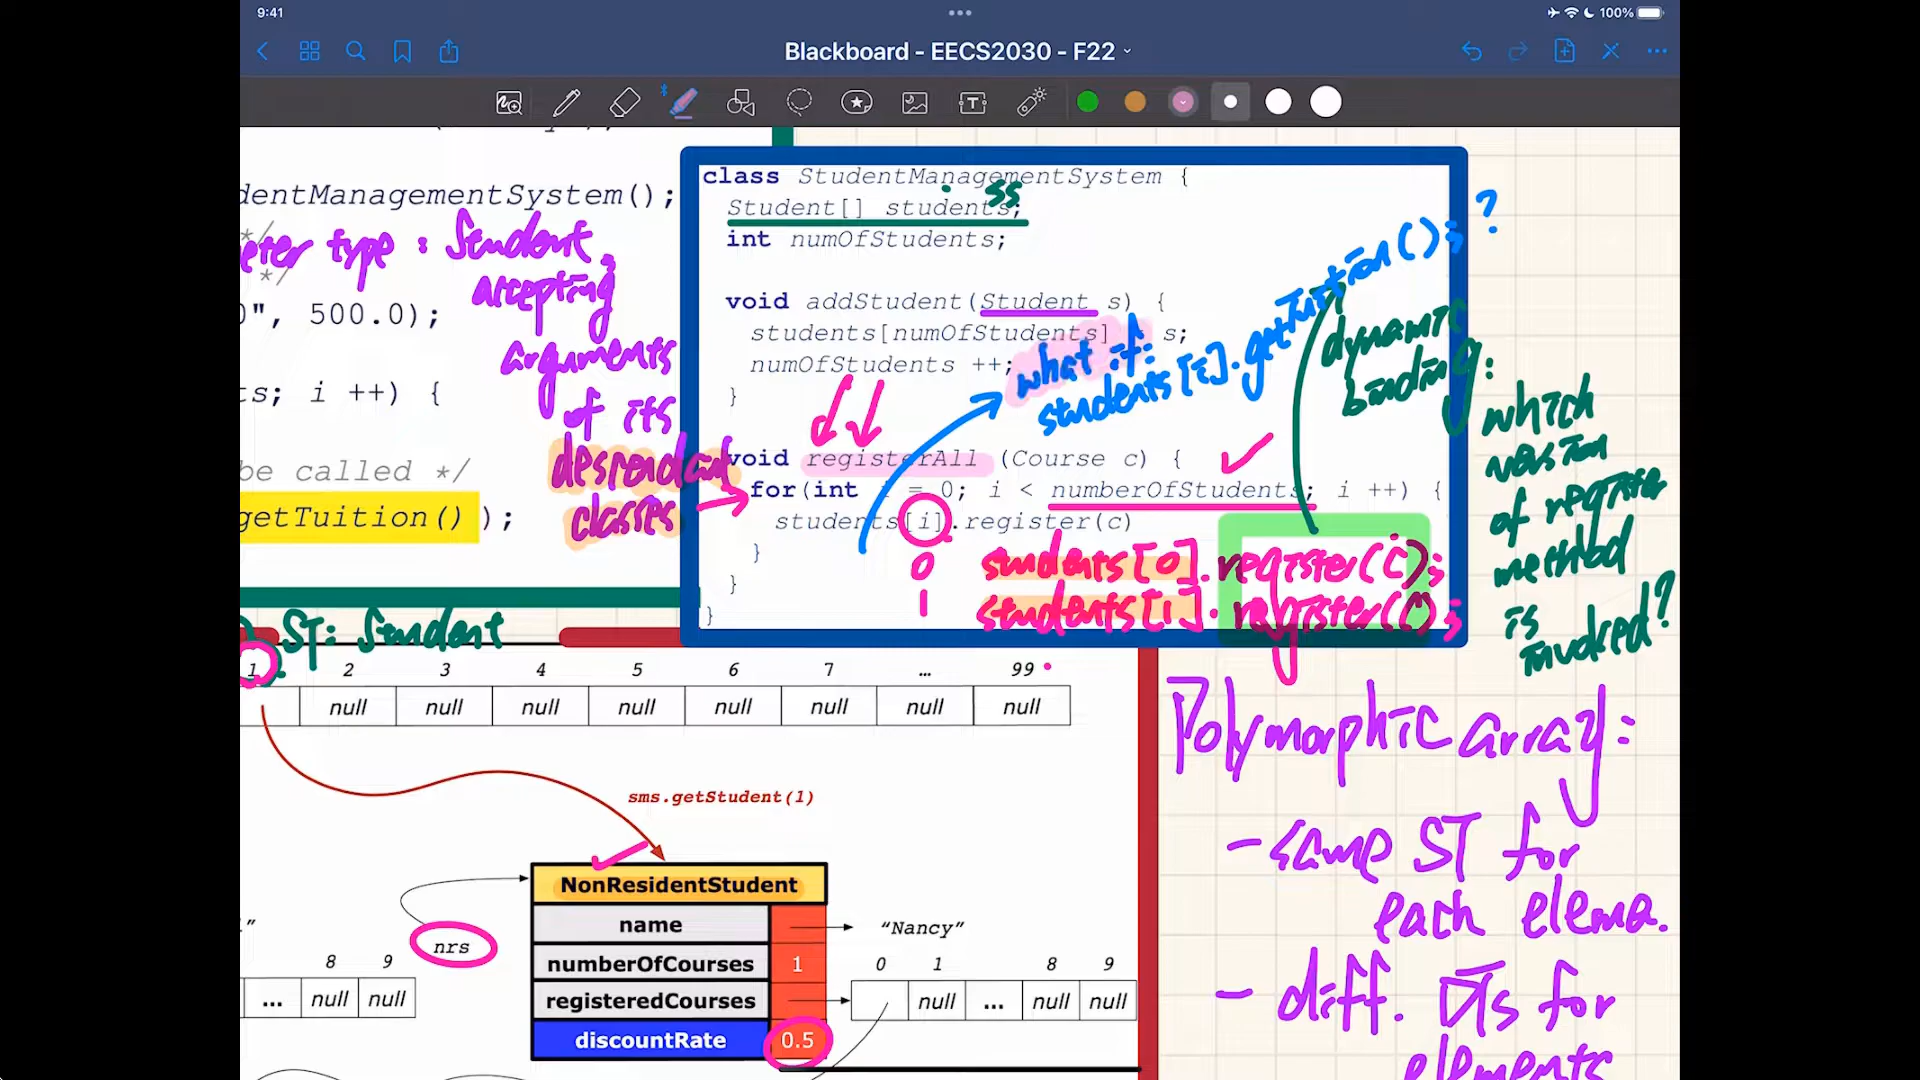 9:41
100%
Blackboard - EECS2030 - F22
class StudentManagementSystem {
Student[] students;
ss
int numOfStudents;
void addStudent(Student s) {
students[numOfStudents] s;
numOfStudents ++;
}
void registerAll (Course c) {
for(int i = 0; i < numberOfStudents; i ++) {
students[i].register(c)
}
}
}
0 students[0].register(c);
1 students[1].register(c);
what if:
students[i].getTuition(); ?
dynamic
binding:
which
version
of register
method
is
invoked?
dentManagementSystem();
*/
eter type : Student,
accepting
arguments
of its
descendant
classes
*/
0", 500.0);
ts; i ++) {
be called */
getTuition() );
ST: Student
1 2 3 4 5 6 7 … 99
null null null null null null … null
sms.getStudent(1)
NonResidentStudent
name
"Nancy"
nrs
numberOfCourses 1
registeredCourses
discountRate 0.5
8 9
... null null
0 1 8 9
null ... null null
Polymorphic array:
- same ST for
each eleme.
- diff. DTs for
elements